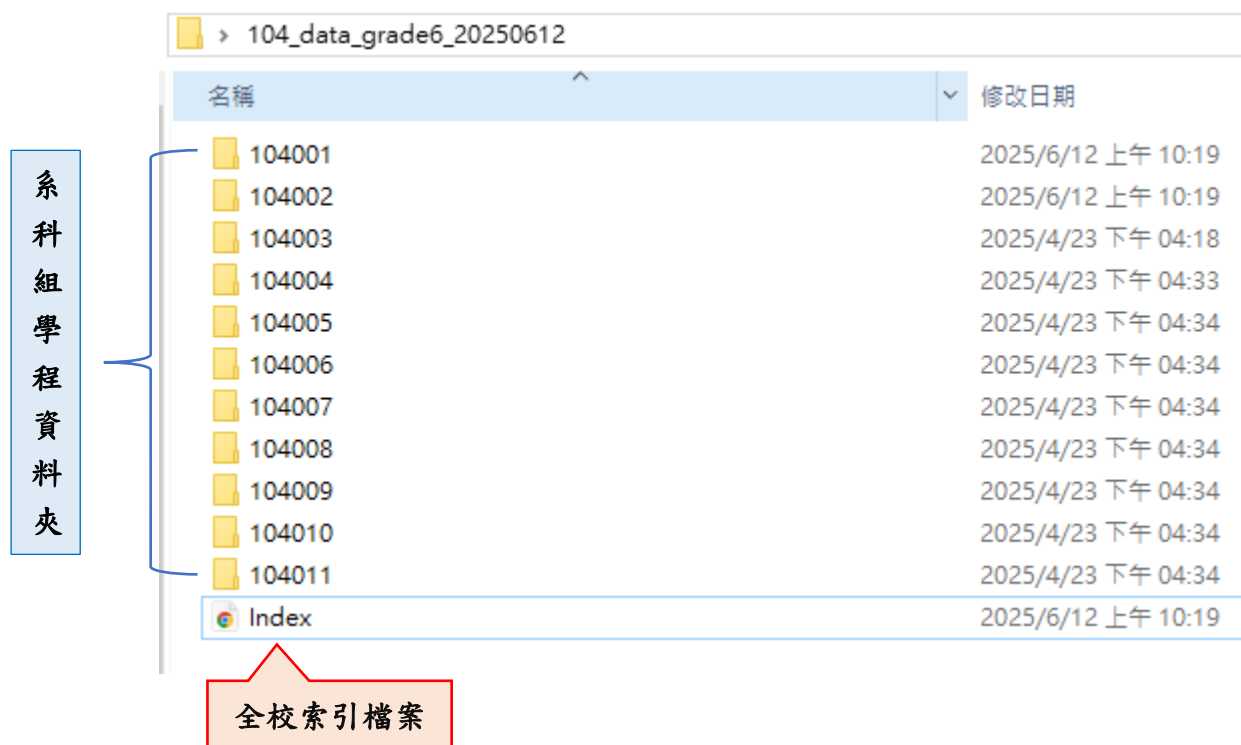 104_data_grade6_20250612
名稱 修改日期
系科組學程資料夾
104001 2025/6/12 上午 10:19
104002 2025/6/12 上午 10:19
104003 2025/4/23 下午 04:18
104004 2025/4/23 下午 04:33
104005 2025/4/23 下午 04:34
104006 2025/4/23 下午 04:34
104007 2025/4/23 下午 04:34
104008 2025/4/23 下午 04:34
104009 2025/4/23 下午 04:34
104010 2025/4/23 下午 04:34
104011 2025/4/23 下午 04:34
Index 2025/6/12 上午 10:19
全校索引檔案